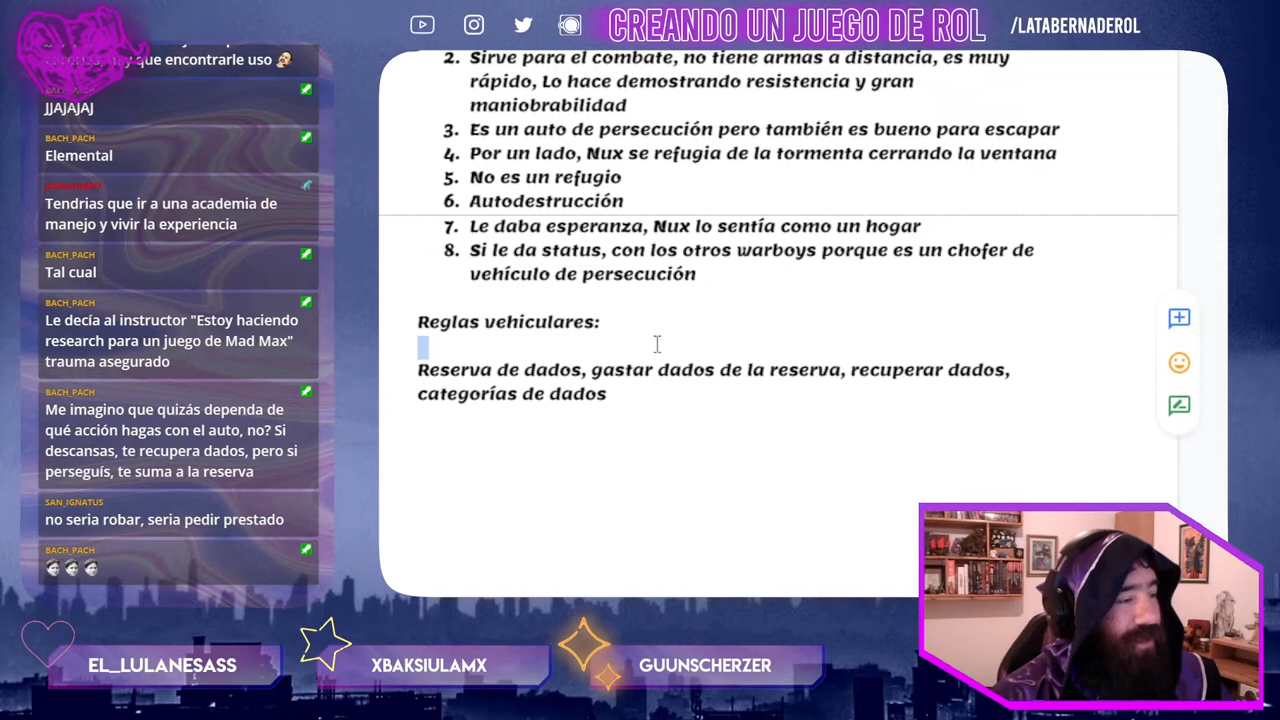 CREANDO UN JUEGO DE ROL
/LATABERNADEROL
y que encontrarle uso
BACH_PACH
JJAJAJAJ
BACH_PACH
Elemental
Tendrias que ir a una academia de
manejo y vivir la experiencia
BACH_PACH
Tal cual
BACH_PACH
Le decía al instructor "Estoy haciendo
research para un juego de Mad Max"
trauma asegurado
BACH_PACH
Me imagino que quizás dependa de
qué acción hagas con el auto, no? Si
descansas, te recupera dados, pero si
perseguís, te suma a la reserva
SAN_IGNATUS
no seria robar, seria pedir prestado
BACH_PACH
2. Sirve para el combate, no tiene armas a distancia, es muy
rápido, Lo hace demostrando resistencia y gran
maniobrabilidad
3. Es un auto de persecución pero también es bueno para escapar
4. Por un lado, Nux se refugia de la tormenta cerrando la ventana
5. No es un refugio
6. Autodestrucción
7. Le daba esperanza, Nux lo sentía como un hogar
8. Si le da status, con los otros warboys porque es un chofer de
vehículo de persecución
Reglas vehiculares:
Reserva de dados, gastar dados de la reserva, recuperar dados,
categorías de dados
EL_LULANESASS
XBAKSIULAMX
GUUNSCHERZER